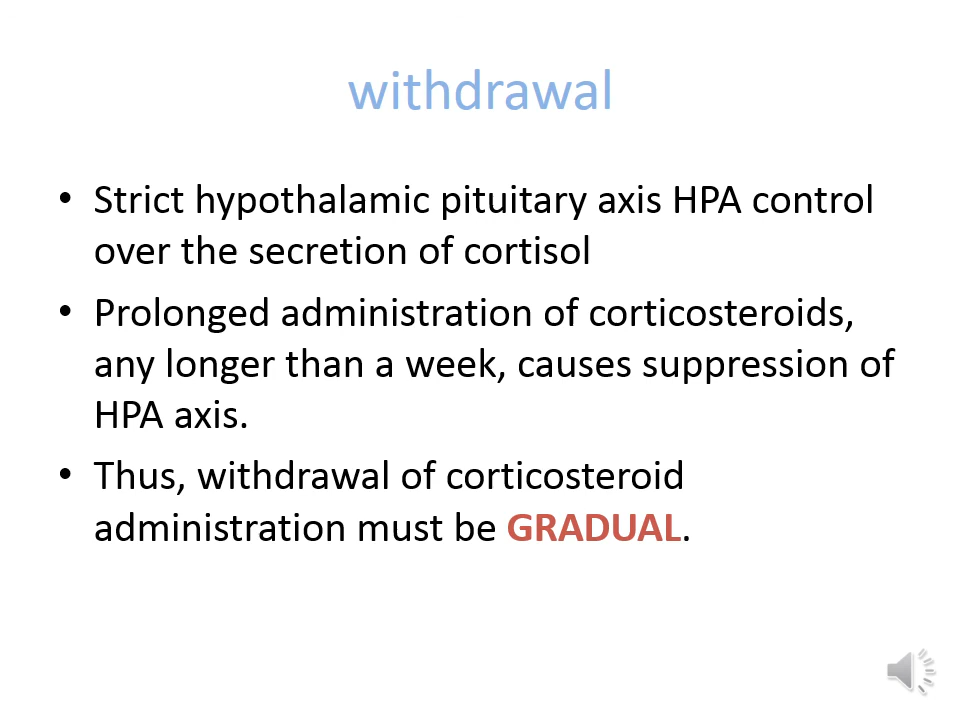 withdrawal
• Strict hypothalamic pituitary axis HPA control
over the secretion of cortisol
• Prolonged administration of corticosteroids,
any longer than a week, causes suppression of
HPA axis.
• Thus, withdrawal of corticosteroid
administration must be GRADUAL.